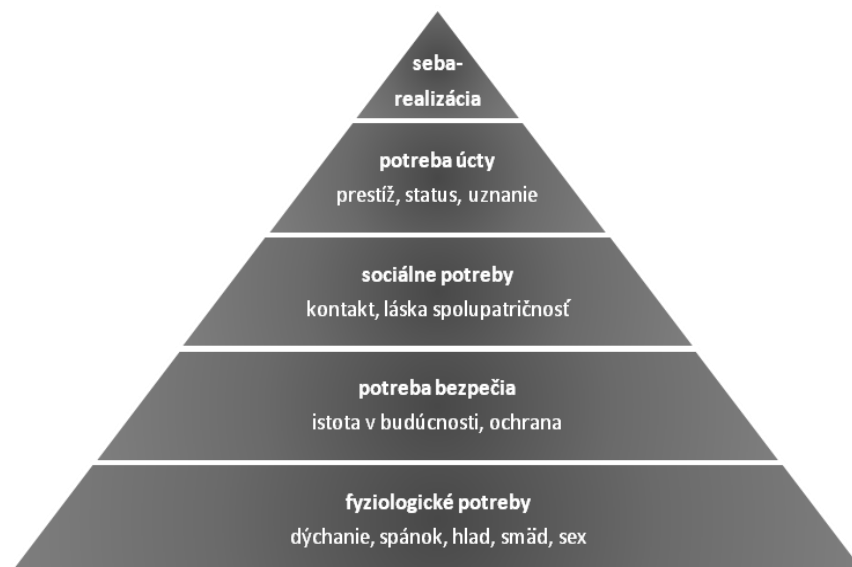 seba-
realizácia
potreba úcty
prestíž, status, uznanie
sociálne potreby
kontakt, láska spolupatričnosť
potreba bezpečia
istota v budúcnosti, ochrana
fyziologické potreby
dýchanie, spánok, hlad, smäd, sex